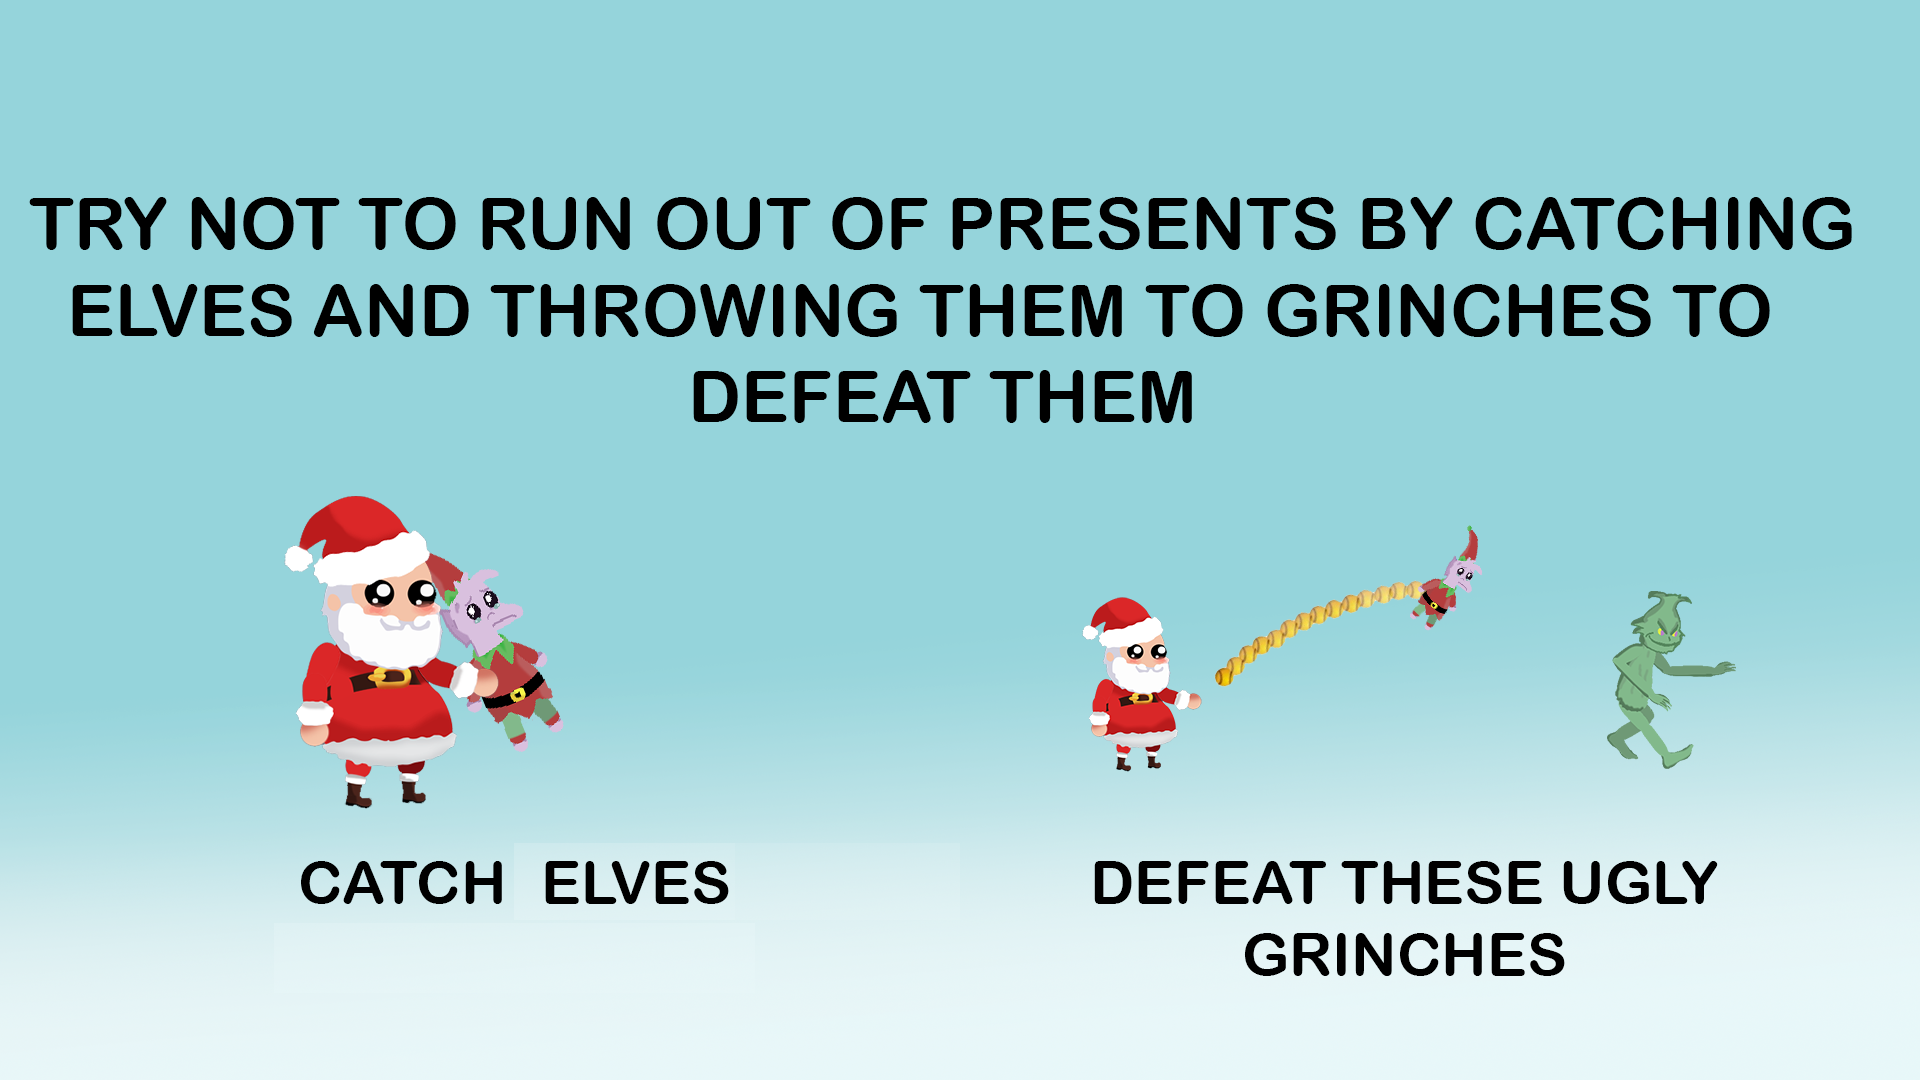 TRY NOT TO RUN OUT OF PRESENTS BY CATCHING
ELVES AND THROWING THEM TO GRINCHES TO
DEFEAT THEM
CATCH ELVES
DEFEAT THESE UGLY
GRINCHES